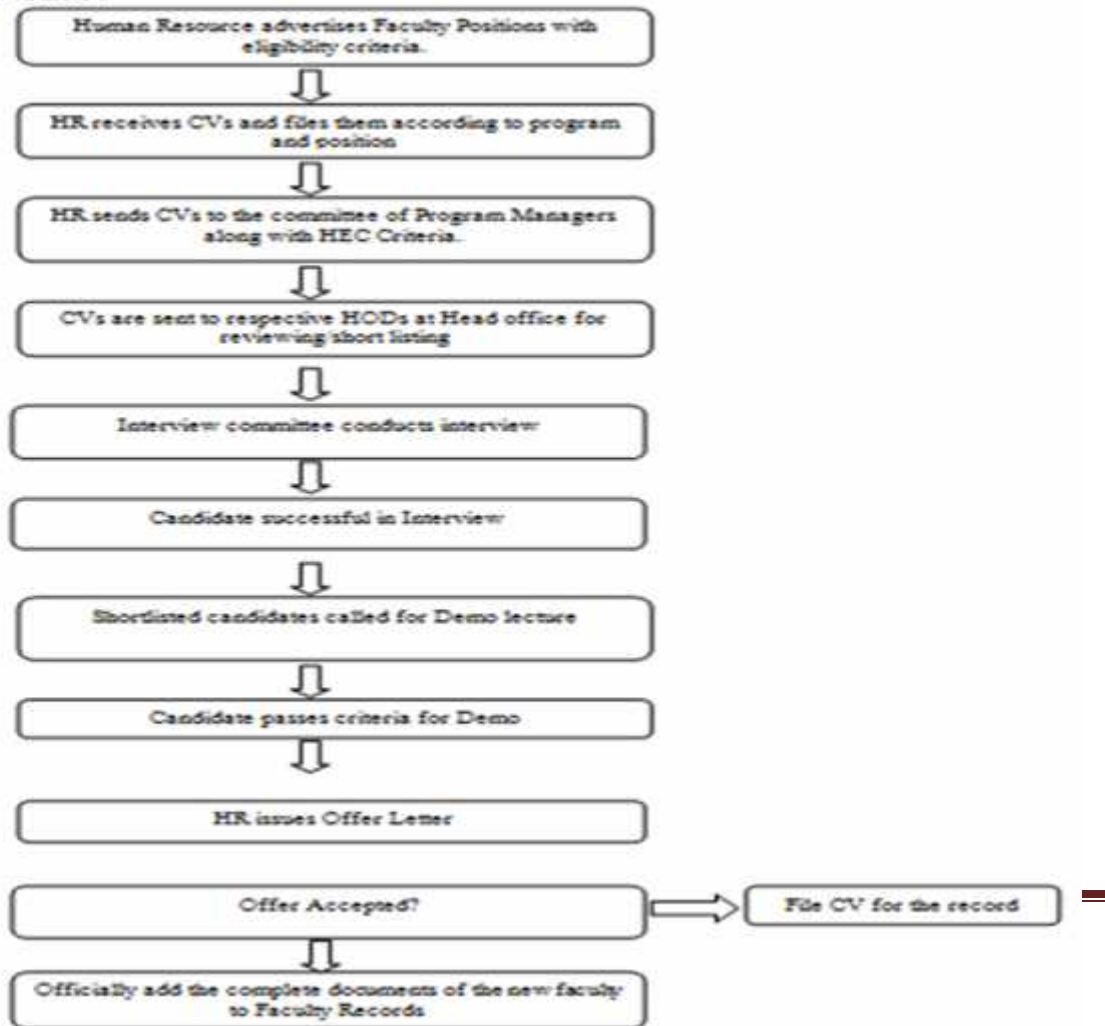 Human Resource advertises Faculty Positions with
eligibility criteria.
HR receives CVs and files them according to program
and position
HR sends CVs to the committee of Program Managers
along with HEC Criteria.
CVs are sent to respective HODs at Head office for
reviewing/short listing
Interview committee conducts interview
Candidate successful in Interview
Shortlisted candidates called for Demo lecture
Candidate passes criteria for Demo
HR issues Offer Letter
Offer Accepted?
File CV for the record
Officially add the complete documents of the new faculty
to Faculty Records